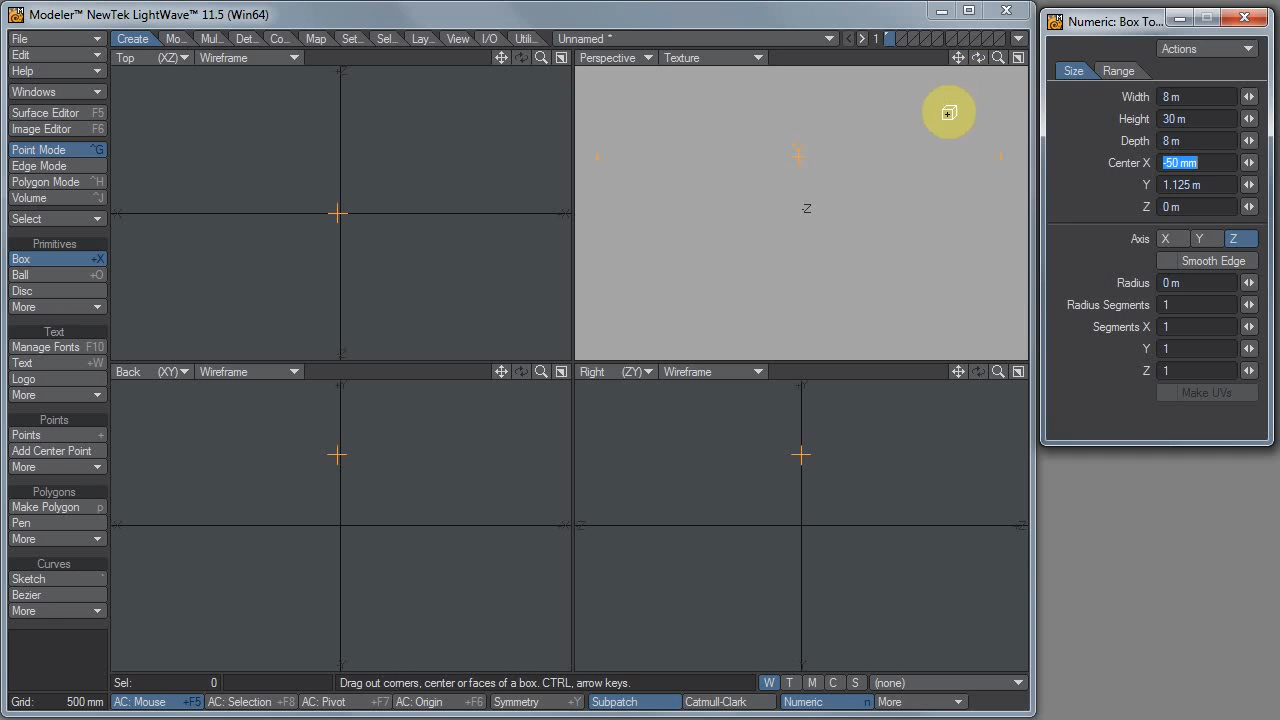 Modeler™ NewTek LightWave™ 11.5 (Win64)
File
Edit
Help
Windows
Surface Editor F5
Image Editor F6
Point Mode ^G
Edge Mode
Polygon Mode ^H
Volume ^J
Select
Primitives
Box +X
Ball +O
Disc
More
Text
Manage Fonts F10
Text +W
Logo
More
Points
Points +
Add Center Point
More
Polygons
Make Polygon p
Pen
More
Curves
Sketch `
Bezier
More
Grid: 500 mm
Create Mo... Mul... Det... Co... Map Set... Sel... Lay... View I/O Utili... Unnamed * 1
Top (XZ) Wireframe
Perspective Texture
+Z
-X +X
-Z
Y
-Z
Back (XY) Wireframe
Right (ZY) Wireframe
+Y
-X +X
-Y
+Y
-Z +Z
-Y
Sel: 0
Drag out corners, center or faces of a box. CTRL, arrow keys.
W T M C S (none)
AC: Mouse +F5 AC: Selection +F8 AC: Pivot +F7 AC: Origin +F6 Symmetry +Y Subpatch Catmull-Clark Numeric n More
Numeric: Box To...
Actions
Size Range
Width 8 m
Height 30 m
Depth 8 m
Center X -50 mm
Y 1.125 m
Z 0 m
Axis X Y Z
Smooth Edge
Radius 0 m
Radius Segments 1
Segments X 1
Y 1
Z 1
Make UVs